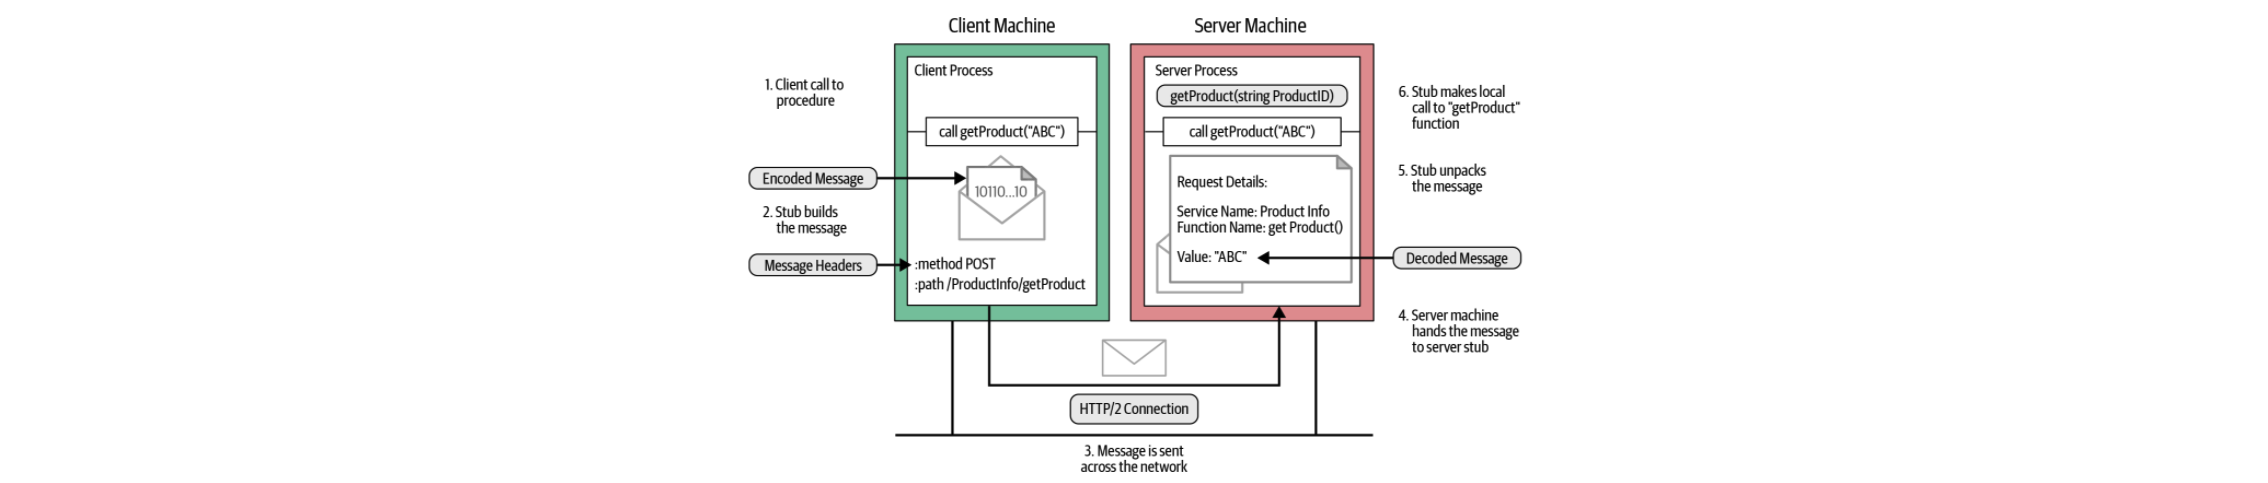 Client Machine
Server Machine
1. Client call to
procedure
Client Process
call getProduct("ABC")
Encoded Message
10110...10
2. Stub builds
the message
Message Headers
:method POST
:path /ProductInfo/getProduct
Server Process
getProduct(string ProductID)
call getProduct("ABC")
Request Details:
Service Name: Product Info
Function Name: get Product()
Value: "ABC"
6. Stub makes local
call to "getProduct"
function
5. Stub unpacks
the message
Decoded Message
4. Server machine
hands the message
to server stub
HTTP/2 Connection
3. Message is sent
across the network